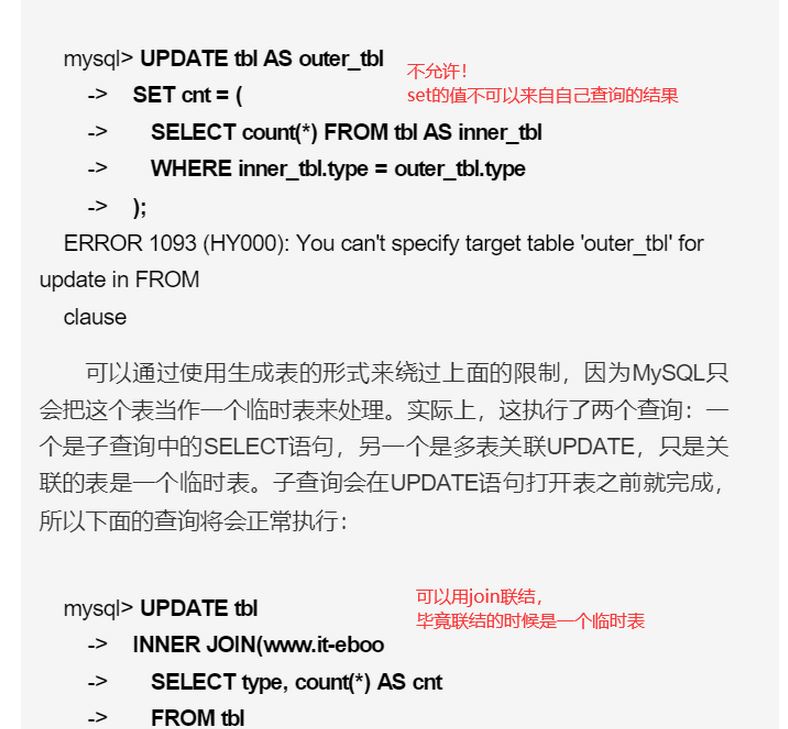 mysql> UPDATE tbl AS outer_tbl
不允许！
-> SET cnt = (
set的值不可以来自自己查询的结果
-> SELECT count(*) FROM tbl AS inner_tbl
-> WHERE inner_tbl.type = outer_tbl.type
-> );
ERROR 1093 (HY000): You can't specify target table 'outer_tbl' for
update in FROM
clause
可以通过使用生成表的形式来绕过上面的限制，因为MySQL只
会把这个表当作一个临时表来处理。实际上，这执行了两个查询：一
个是子查询中的SELECT语句，另一个是多表关联UPDATE，只是关
联的表是一个临时表。子查询会在UPDATE语句打开表之前就完成，
所以下面的查询将会正常执行：
可以用join联结，
mysql> UPDATE tbl
毕竟联结的时候是一个临时表
-> INNER JOIN(www.it-eboo
-> SELECT type, count(*) AS cnt
-> FROM tbl